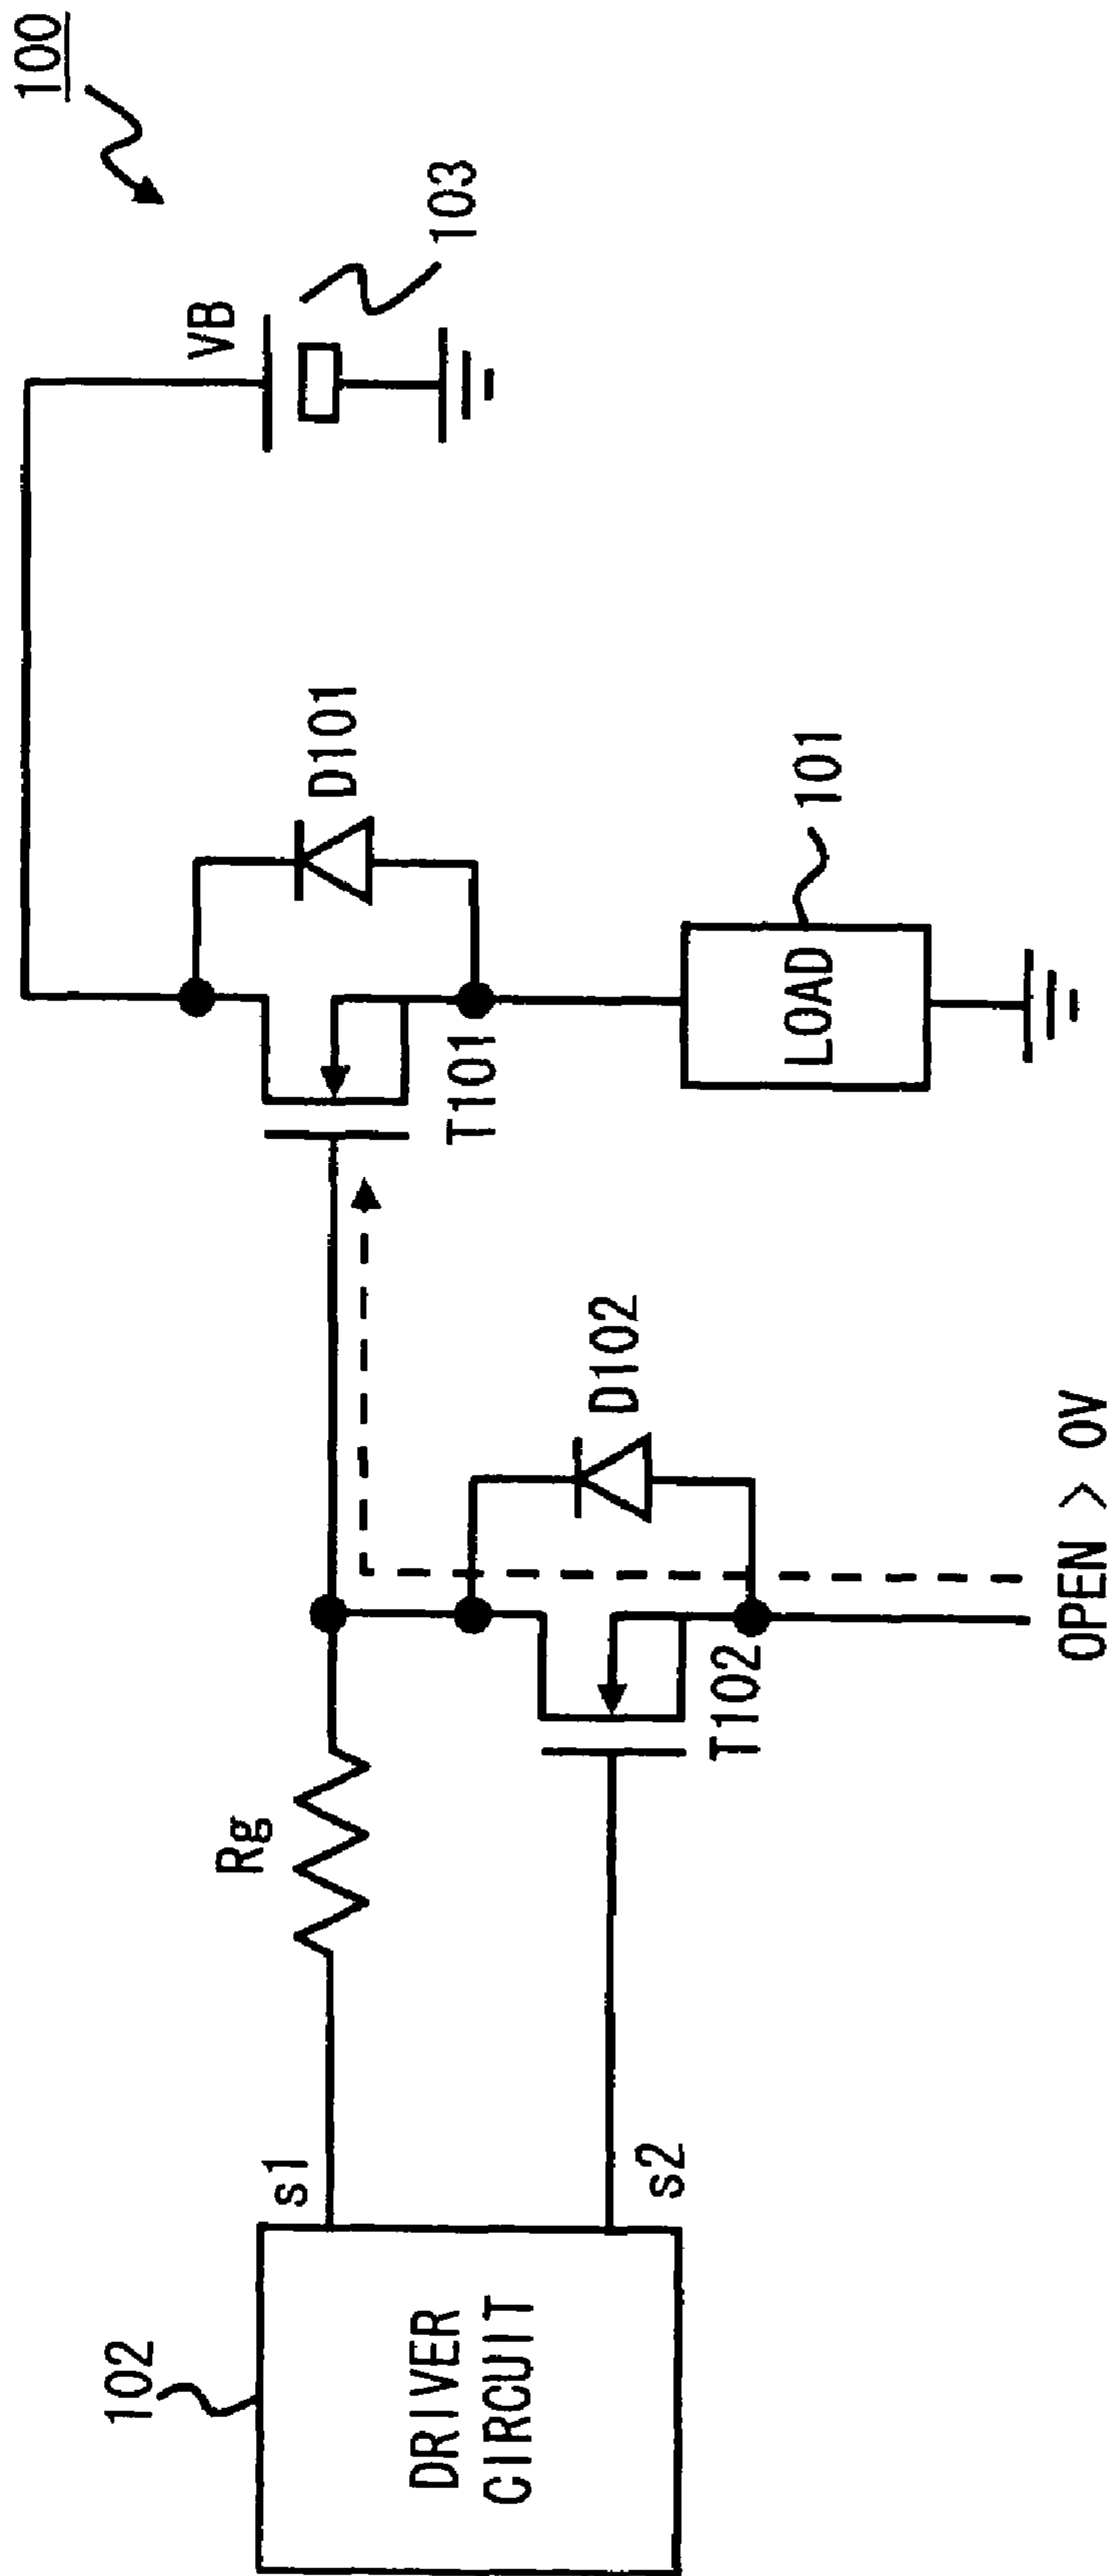 100
VB
103
D101
T101
LOAD
101
Rg
D102
T102
OPEN > 0V
s1
s2
102
DRIVER
CIRCUIT